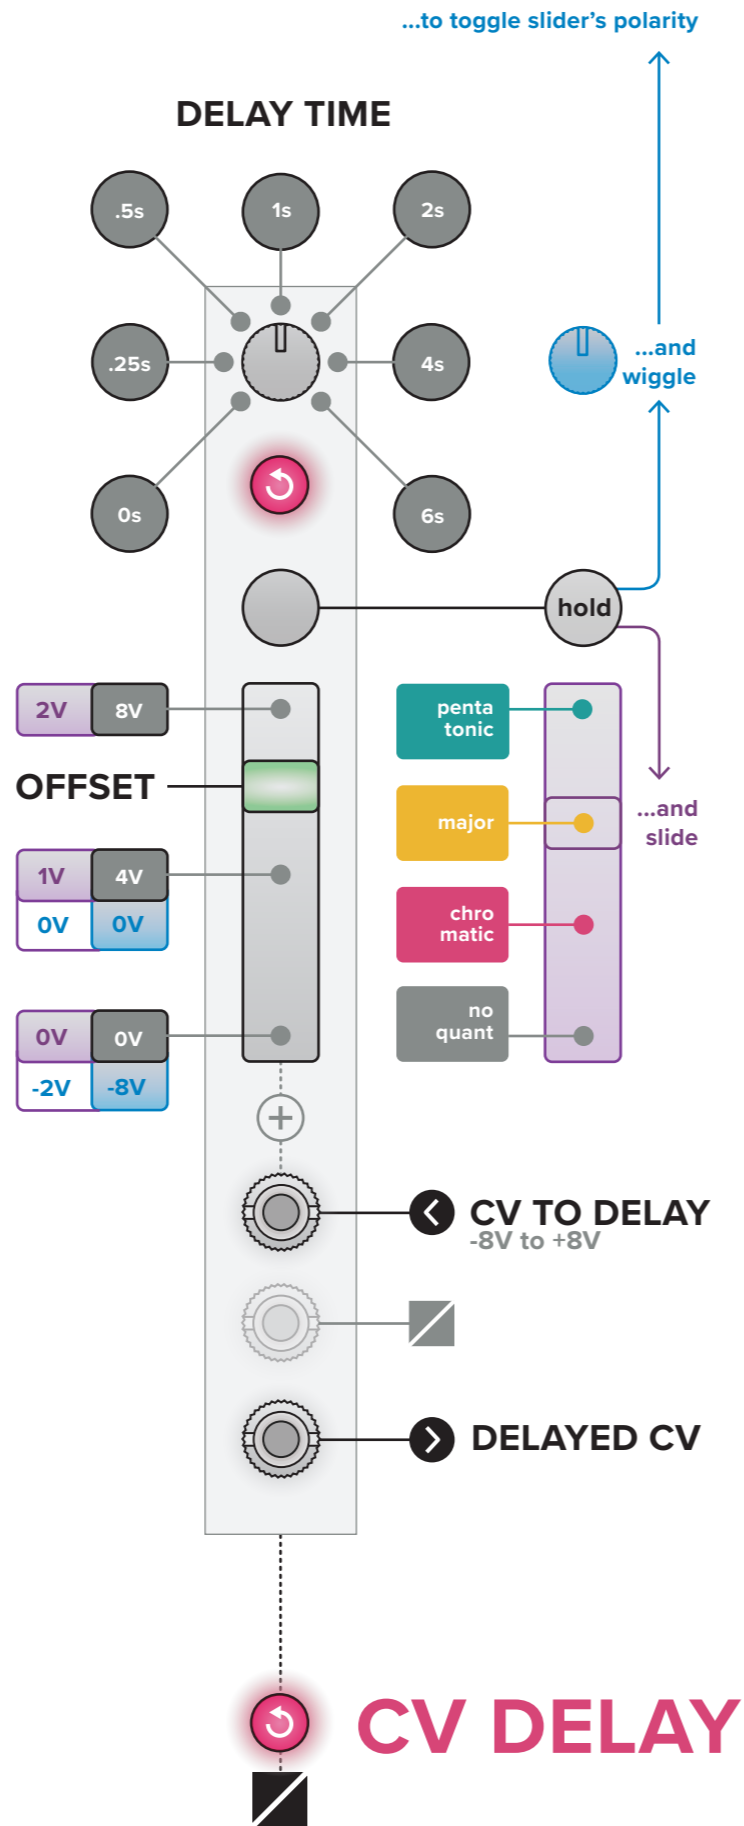 ...to toggle slider's polarity
DELAY TIME
.5s
1s
2s
.25s
4s
...and
wiggle
0s
6s
hold
2V
8V
penta
tonic
OFFSET
major
...and
slide
1V
4V
0V
0V
chro
matic
0V
0V
no
quant
-2V
-8V
CV TO DELAY
-8V to +8V
DELAYED CV
CV DELAY